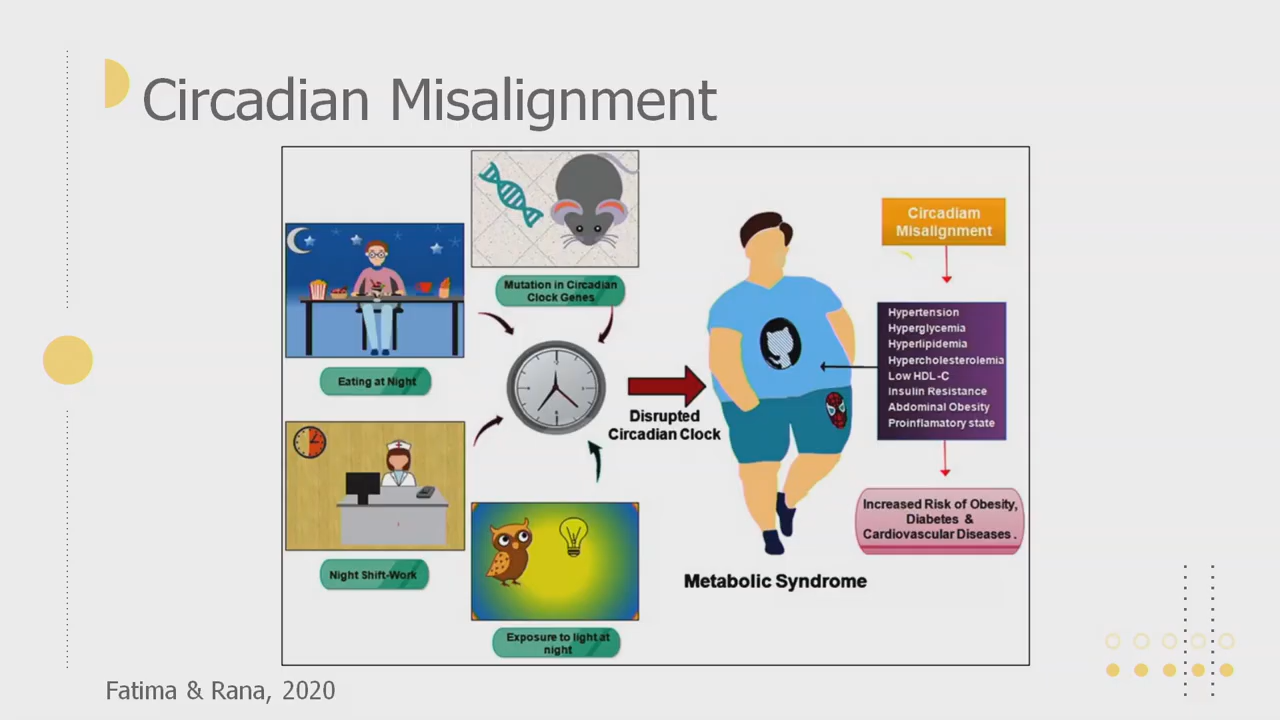 Circadian Misalignment
Mutation in Circadian
Clock Genes
Eating at Night
Night Shift-Work
Exposure to light at
night
Disrupted
Circadian Clock
Metabolic Syndrome
Circadiam
Misalignment
Hypertension
Hyperglycemia
Hyperlipidemia
Hypercholesterolemia
Low HDL-C
Insulin Resistance
Abdominal Obesity
Proinflamatory state
Increased Risk of Obesity,
Diabetes &
Cardiovascular Diseases .
Fatima & Rana, 2020